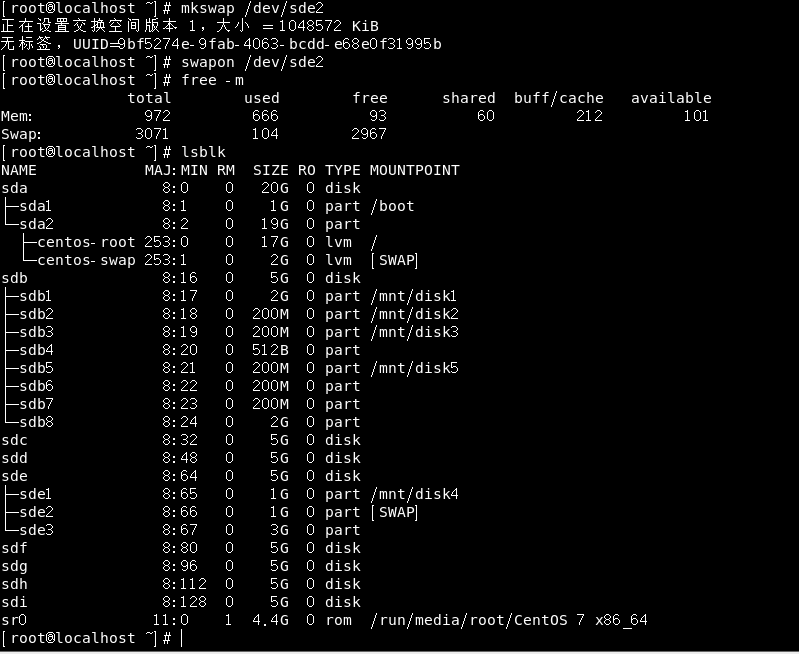 [root@localhost ~]# mkswap /dev/sde2
正在设置交换空间版本 1，大小 = 1048572 KiB
无标签，UUID=9bf5274e-9fab-4063-bcdd-e68e0f31995b
[root@localhost ~]# swapon /dev/sde2
[root@localhost ~]# free -m
              total        used        free      shared  buff/cache   available
Mem:            972         666          93          60         212         101
Swap:          3071         104        2967
[root@localhost ~]# lsblk
NAME            MAJ:MIN RM  SIZE RO TYPE MOUNTPOINT
sda               8:0    0   20G  0 disk
├─sda1            8:1    0    1G  0 part /boot
└─sda2            8:2    0   19G  0 part
  ├─centos-root 253:0    0   17G  0 lvm  /
  └─centos-swap 253:1    0    2G  0 lvm  [SWAP]
sdb               8:16   0    5G  0 disk
├─sdb1            8:17   0    2G  0 part /mnt/disk1
├─sdb2            8:18   0  200M  0 part /mnt/disk2
├─sdb3            8:19   0  200M  0 part /mnt/disk3
├─sdb4            8:20   0  512B  0 part
├─sdb5            8:21   0  200M  0 part /mnt/disk5
├─sdb6            8:22   0  200M  0 part
├─sdb7            8:23   0  200M  0 part
└─sdb8            8:24   0    2G  0 part
sdc               8:32   0    5G  0 disk
sdd               8:48   0    5G  0 disk
sde               8:64   0    5G  0 disk
├─sde1            8:65   0    1G  0 part /mnt/disk4
├─sde2            8:66   0    1G  0 part [SWAP]
└─sde3            8:67   0    3G  0 part
sdf               8:80   0    5G  0 disk
sdg               8:96   0    5G  0 disk
sdh               8:112  0    5G  0 disk
sdi               8:128  0    5G  0 disk
sr0              11:0    1  4.4G  0 rom  /run/media/root/CentOS 7 x86_64
[root@localhost ~]#